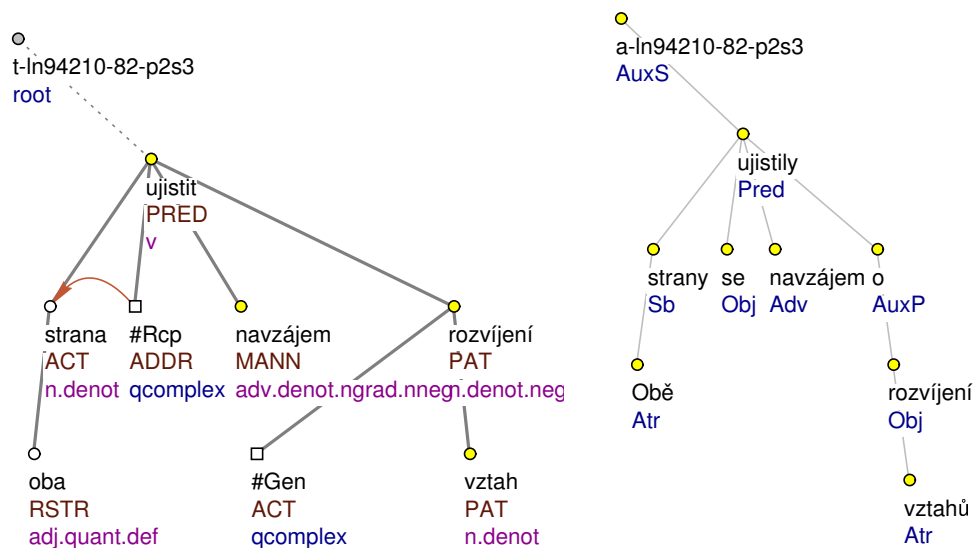 t-ln94210-82-p2s3
root
ujistit
PRED
v
strana
ACT
n.denot
#Rcp
ADDR
qcomplex
navzájem
MANN
adv.denot.ngrad.nneg
rozvíjení
PAT
n.denot.neg
oba
RSTR
adj.quant.def
#Gen
ACT
qcomplex
vztah
PAT
n.denot
a-ln94210-82-p2s3
AuxS
ujistily
Pred
strany
Sb
se
Obj
navzájem
Adv
o
AuxP
Obě
Atr
rozvíjení
Obj
vztahů
Atr